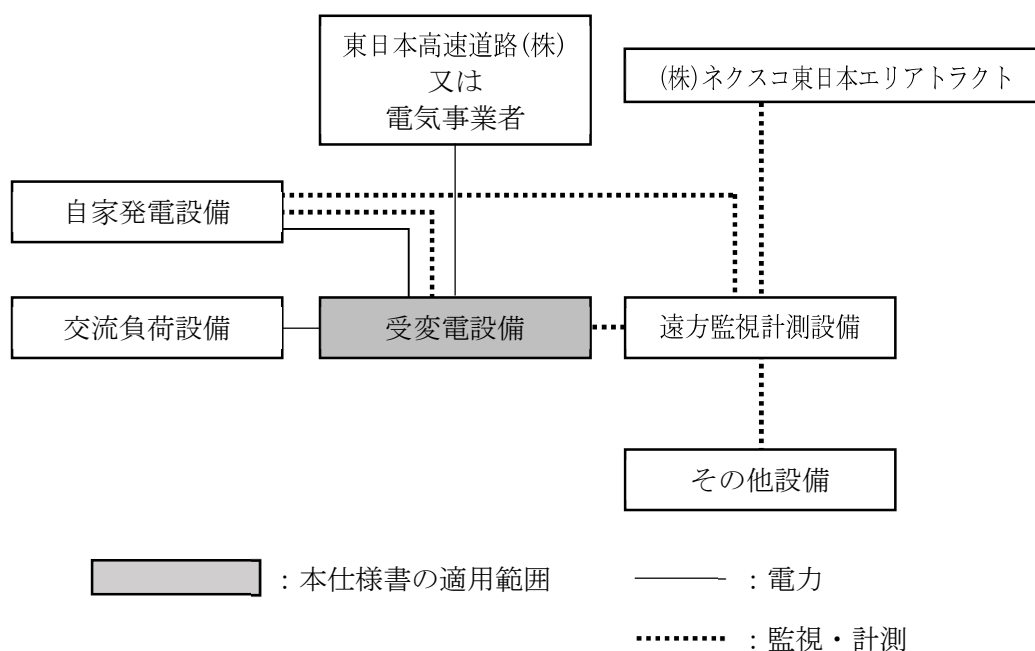 東日本高速道路(株)
又は
電気事業者
(株)ネクスコ東日本エリアトラクト
自家発電設備
交流負荷設備
受変電設備
遠方監視計測設備
その他設備
：本仕様書の適用範囲
：電力
：監視・計測